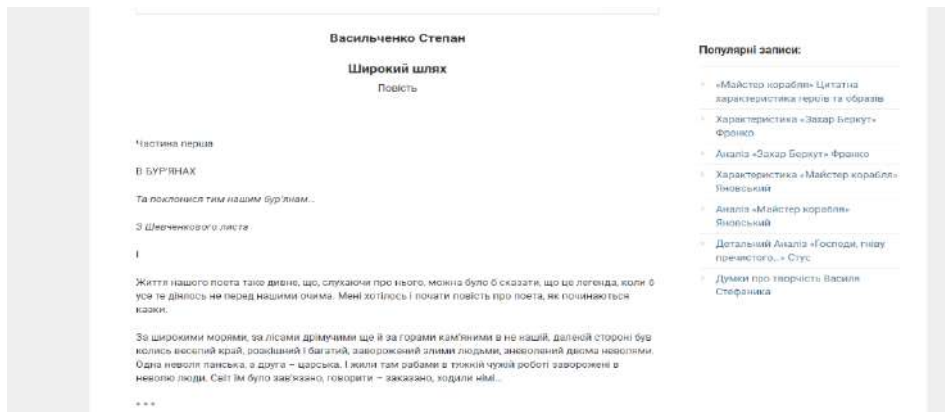 Васильченко Степан
Широкий шлях
Повість
Частина перша
В БУР'ЯНАХ
Та поклонися тим нашим бур'янам...
З Шевченкового листа
І
Життя нашого поета таке дивне, що, слухаючи про нього, можна було б сказати, що це легенда, коли б
усе те діялось не перед нашими очима. Мені хотілось і почати повість про поета, як починаються
казки.
За широкими морями, за лісами дрімучими ще й за горами кам'яними в не нашій, далекій стороні був
колись веселий край, розкішний і багатий, заворожений злими людьми, зневолений двома неволями.
Одна неволя панська, а друга – царська. І жили там рабами в тяжкій чужій роботі заворожені в
неволю люди. Світ їм було зав'язано, говорити – заказано, ходили німі...
* * *
Популярні записи:
«Майстер корабля» Цитатна
характеристика героїв та образів
Характеристика «Захар Беркут»
Франко
Аналіз «Захар Беркут» Франко
Характеристика «Майстер корабля»
Яновський
Аналіз «Майстер корабля»
Яновський
Детальний Аналіз «Господи, гніву
пречистого...» Стус
Думки про творчість Василя
Стефаника